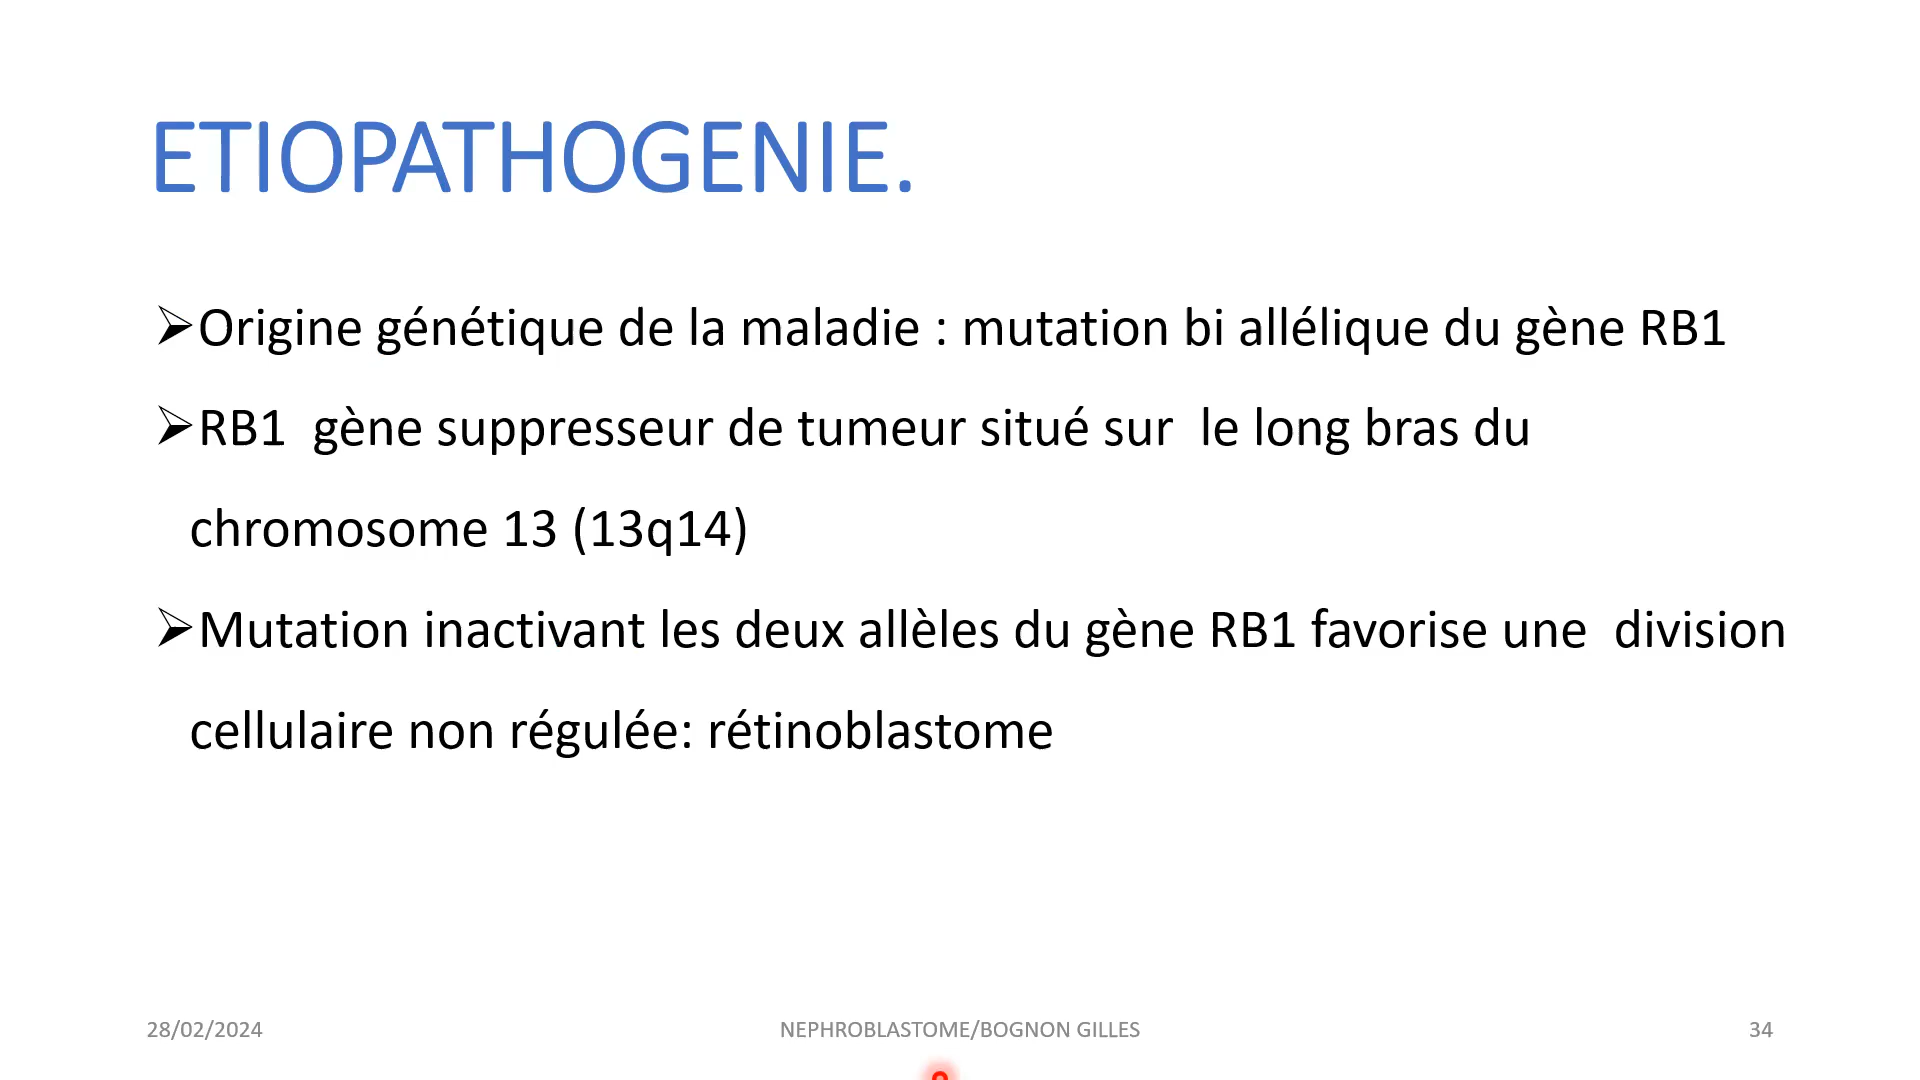 ETIOPATHOGENIE.
➢Origine génétique de la maladie : mutation bi allélique du gène RB1
➢RB1  gène suppresseur de tumeur situé sur  le long bras du
chromosome 13 (13q14)
➢Mutation inactivant les deux allèles du gène RB1 favorise une  division
cellulaire non régulée: rétinoblastome
28/02/2024
NEPHROBLASTOME/BOGNON GILLES
34